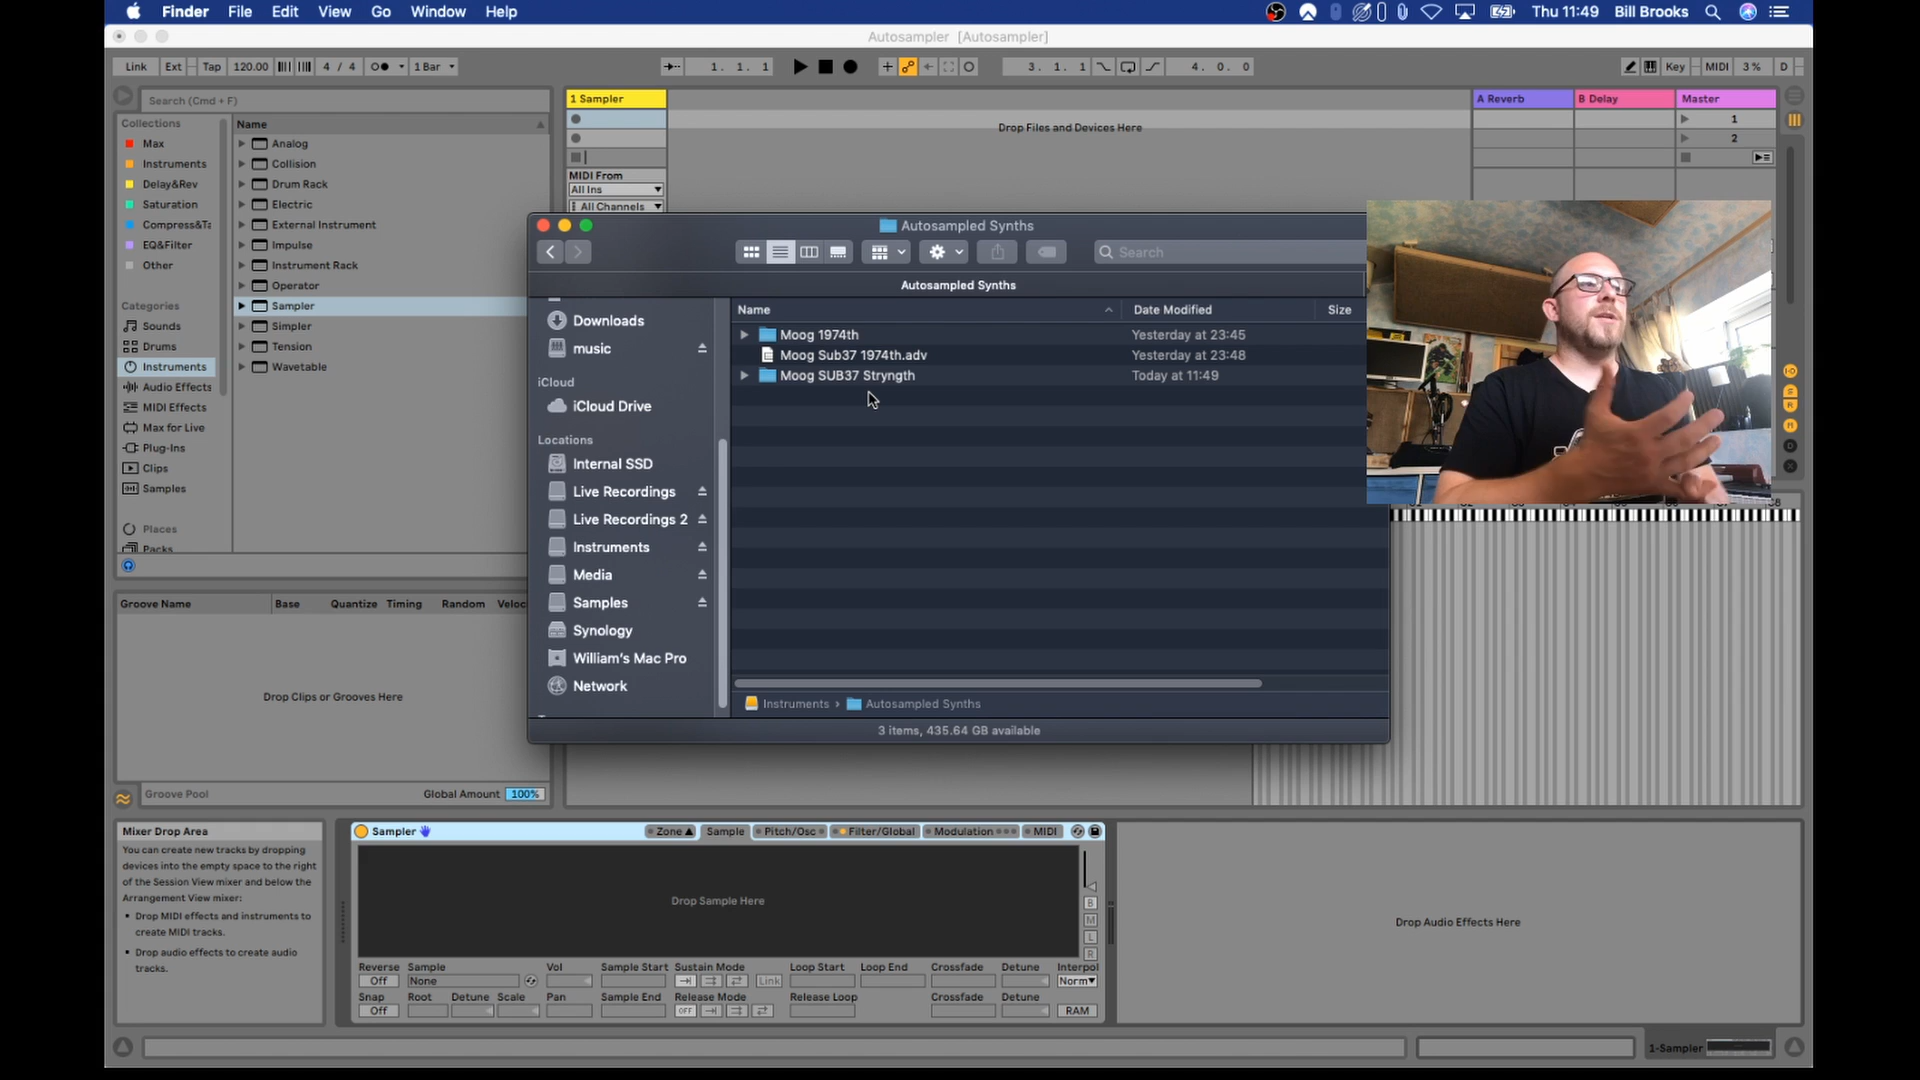 Finder File Edit View Go Window Help
Thu 11:49 Bill Brooks
Autosampler [Autosampler]
Link Ext Tap 120.00 4 / 4 1 Bar
1. 1. 1
3. 1. 1
4. 0. 0
Key MIDI 3 % D
Search (Cmd + F)
Collections
Max
Instruments
Delay&Rev
Saturation
Compress&Ta
EQ&Filter
Other
Categories
Sounds
Drums
Instruments
Audio Effects
MIDI Effects
Max for Live
Plug-Ins
Clips
Samples
Places
Packs
Name
Analog
Collision
Drum Rack
Electric
External Instrument
Impulse
Instrument Rack
Operator
Sampler
Simpler
Tension
Wavetable
1 Sampler
Drop Files and Devices Here
A Reverb B Delay Master
1
2
MIDI From
All Ins
All Channels
Autosampled Synths
Search
Autosampled Synths
Downloads
music
iCloud
iCloud Drive
Locations
Internal SSD
Live Recordings
Live Recordings 2
Instruments
Media
Samples
Synology
William's Mac Pro
Network
Name Date Modified Size
Moog 1974th Yesterday at 23:45
Moog Sub37 1974th.adv Yesterday at 23:48
Moog SUB37 Stryngth Today at 11:49
Instruments › Autosampled Synths
3 items, 435.64 GB available
Groove Name Base Quantize Timing Random Veloc
Drop Clips or Grooves Here
Groove Pool Global Amount 100%
Mixer Drop Area
You can create new tracks by dropping
devices into the empty space to the right
of the Session View mixer and below the
Arrangement View mixer:
• Drop MIDI effects and instruments to
create MIDI tracks.
• Drop audio effects to create audio
tracks.
Sampler Zone Sample Pitch/Osc Filter/Global Modulation MIDI
Drop Sample Here
B
M
L
R
Reverse Sample Vol Sample Start Sustain Mode Loop Start Loop End Crossfade Detune Interpol
Off None Link Norm
Snap Root Detune Scale Pan Sample End Release Mode Release Loop Crossfade Detune
Off OFF RAM
Drop Audio Effects Here
1-Sampler